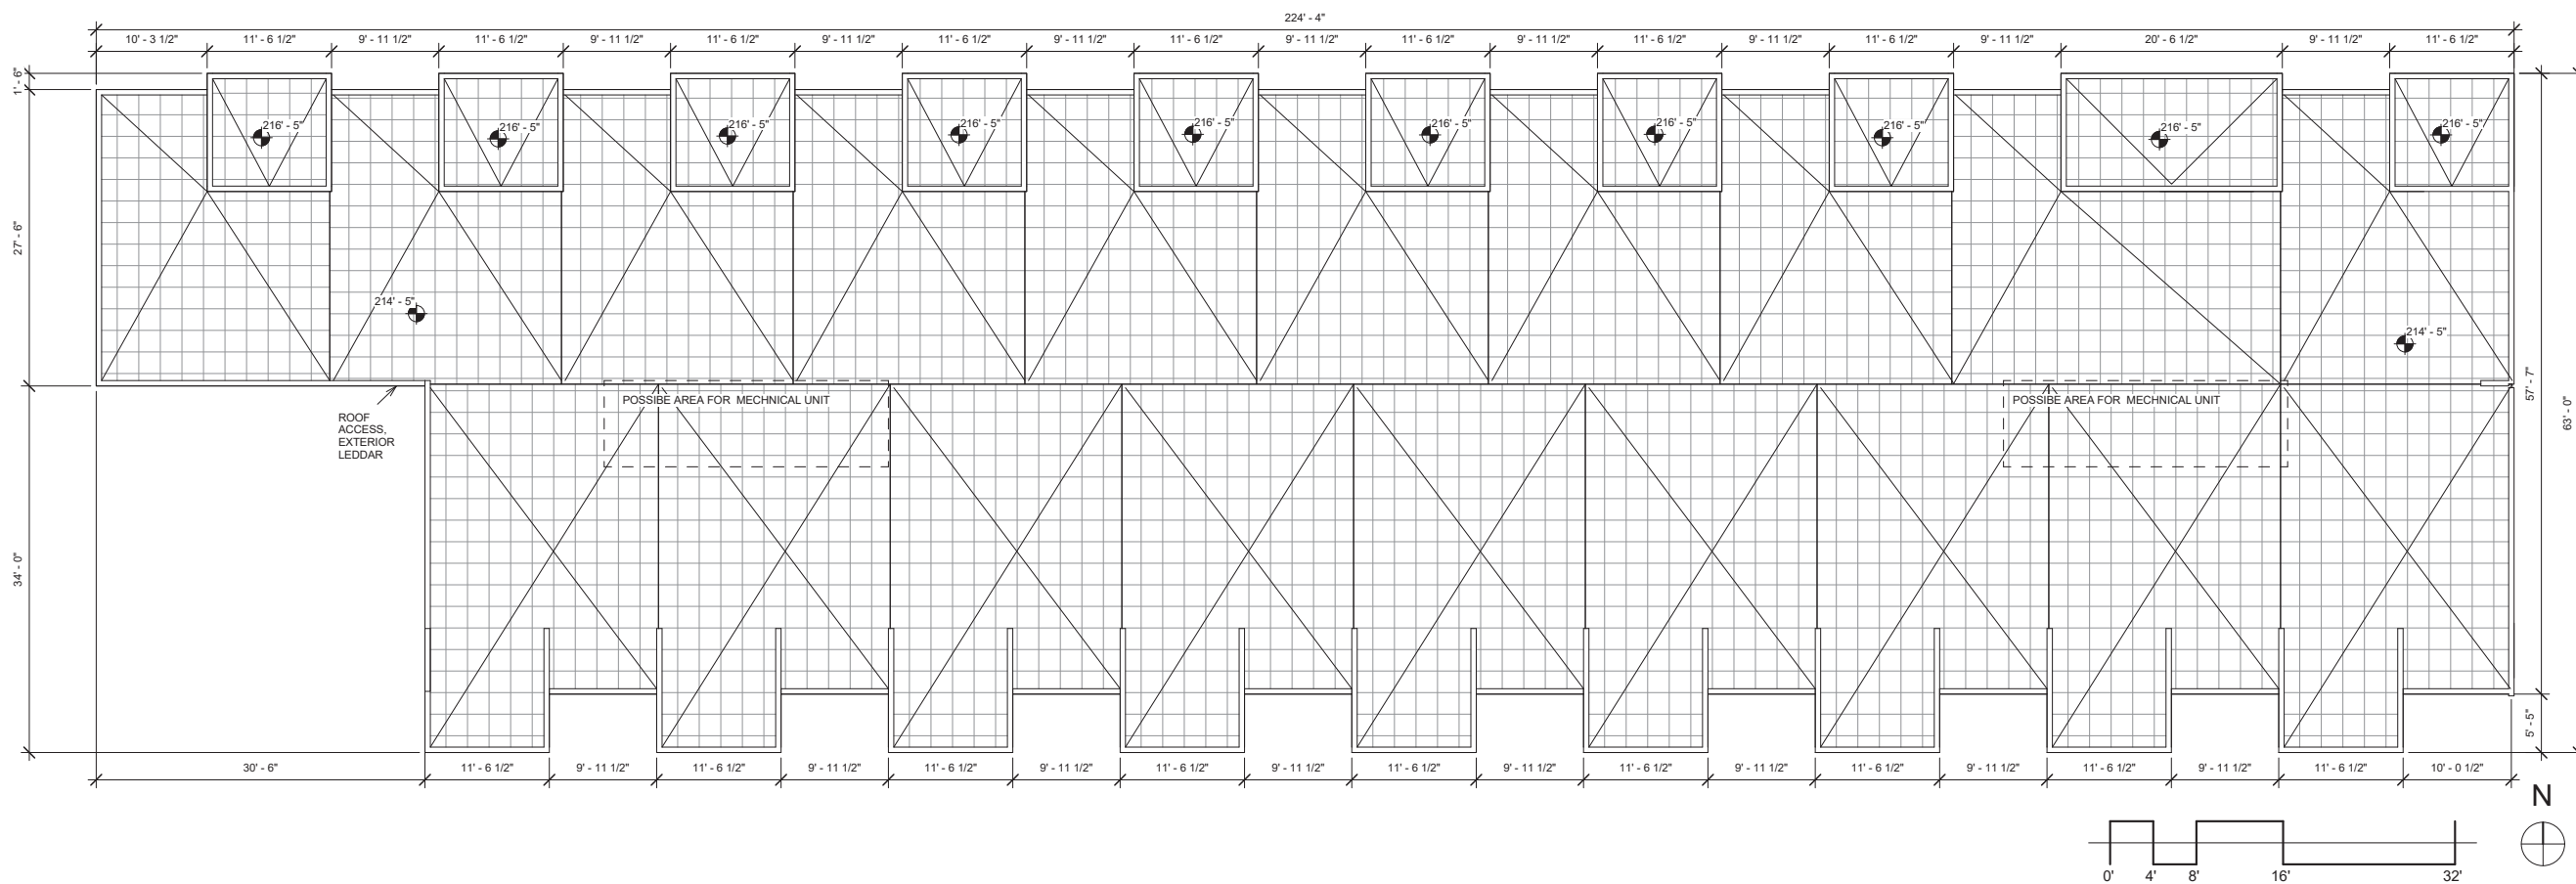 224' - 4"
10' - 3 1/2" 11' - 6 1/2" 9' - 11 1/2" 11' - 6 1/2" 9' - 11 1/2" 11' - 6 1/2" 9' - 11 1/2" 11' - 6 1/2" 9' - 11 1/2" 11' - 6 1/2" 9' - 11 1/2" 11' - 6 1/2" 9' - 11 1/2" 11' - 6 1/2" 9' - 11 1/2" 11' - 6 1/2" 9' - 11 1/2" 20' - 6 1/2" 9' - 11 1/2" 11' - 6 1/2"
1' - 6"
216' - 5" 216' - 5" 216' - 5" 216' - 5" 216' - 5" 216' - 5" 216' - 5" 216' - 5" 216' - 5" 216' - 5"
27' - 6"
214' - 5"
214' - 5"
57' - 7"
63' - 0"
POSSIBE AREA FOR MECHNICAL UNIT
POSSIBE AREA FOR MECHNICAL UNIT
ROOF
ACCESS,
EXTERIOR
LEDDAR
34' - 0"
5' - 5"
30' - 6" 11' - 6 1/2" 9' - 11 1/2" 11' - 6 1/2" 9' - 11 1/2" 11' - 6 1/2" 9' - 11 1/2" 11' - 6 1/2" 9' - 11 1/2" 11' - 6 1/2" 9' - 11 1/2" 11' - 6 1/2" 9' - 11 1/2" 11' - 6 1/2" 9' - 11 1/2" 11' - 6 1/2" 9' - 11 1/2" 11' - 6 1/2" 10' - 0 1/2"
N
0' 4' 8' 16' 32'